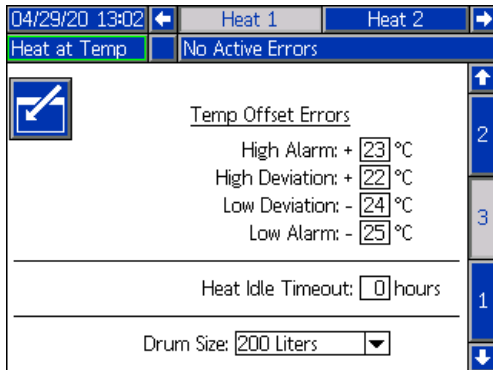 04/29/20 13:02 Heat 1 Heat 2
Heat at Temp No Active Errors
Temp Offset Errors
High Alarm: + 23 °C
High Deviation: + 22 °C
2
Low Deviation: - 24 °C
Low Alarm: - 25 °C
3
Heat Idle Timeout: 0 hours
1
Drum Size: 200 Liters